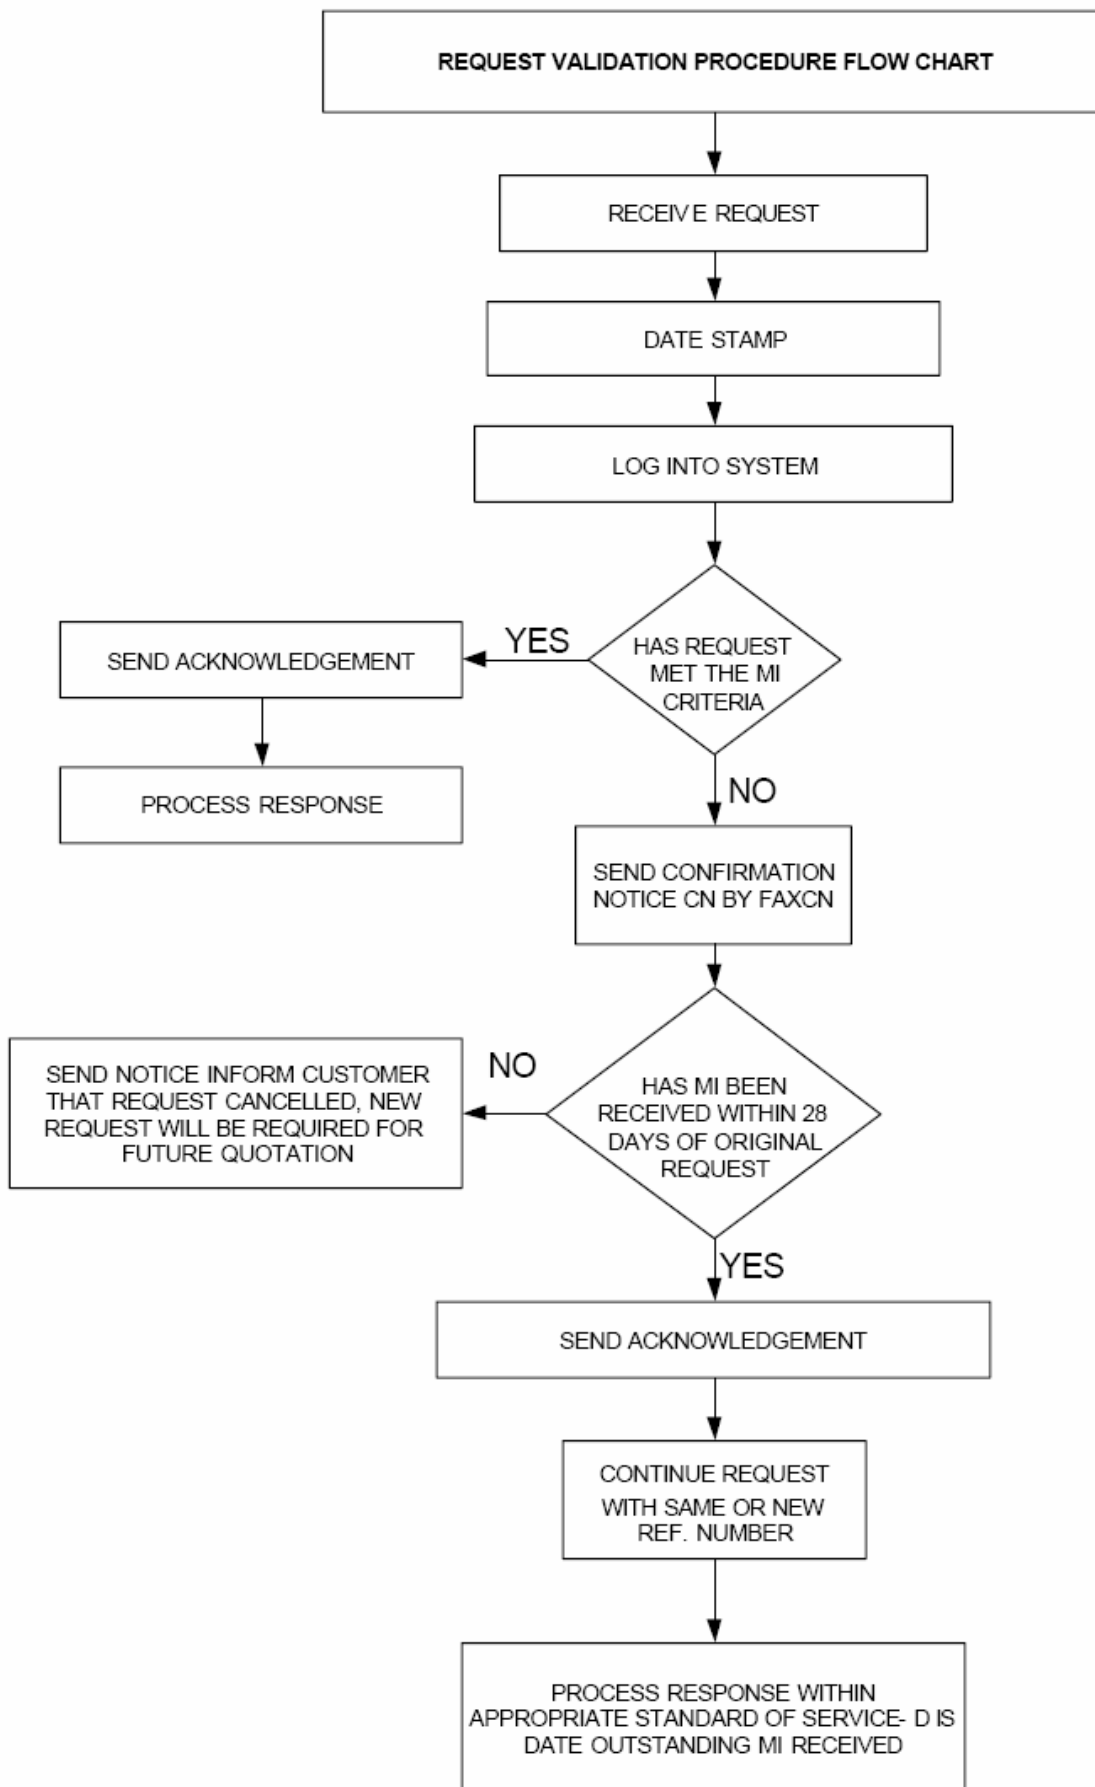 REQUEST VALIDATION PROCEDURE FLOW CHART
RECEIVE REQUEST
DATE STAMP
LOG INTO SYSTEM
HAS REQUEST
MET THE MI
CRITERIA
YES
SEND ACKNOWLEDGEMENT
PROCESS RESPONSE
NO
SEND CONFIRMATION
NOTICE CN BY FAXCN
HAS MI BEEN
RECEIVED WITHIN 28
DAYS OF ORIGINAL
REQUEST
NO
SEND NOTICE INFORM CUSTOMER
THAT REQUEST CANCELLED, NEW
REQUEST WILL BE REQUIRED FOR
FUTURE QUOTATION
YES
SEND ACKNOWLEDGEMENT
CONTINUE REQUEST
WITH SAME OR NEW
REF. NUMBER
PROCESS RESPONSE WITHIN
APPROPRIATE STANDARD OF SERVICE- D IS
DATE OUTSTANDING MI RECEIVED